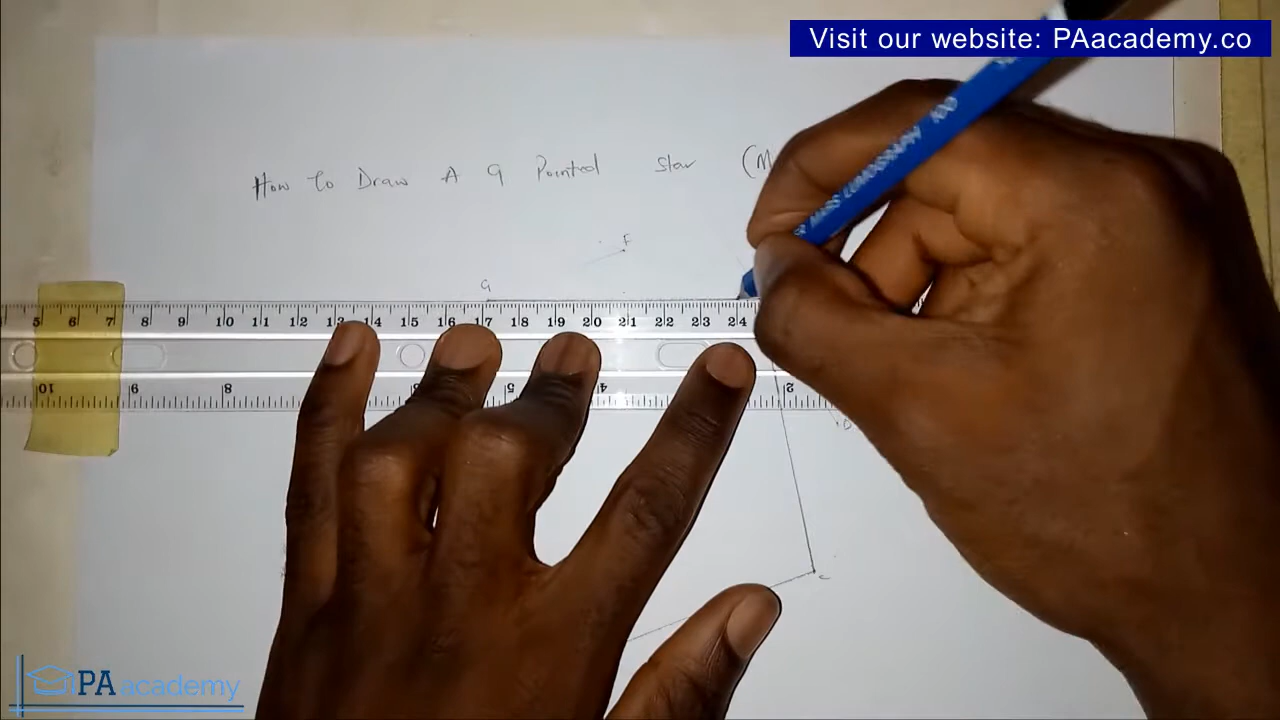 Visit our website: PAacademy.co
How To Draw A 9 Pointed Star (M
F
G
5 6 7 8 9 10 11 12 13 14 15 16 17 18 19 20 21 22 23 24
10 9 8 5 4 2
D
C
PA academy